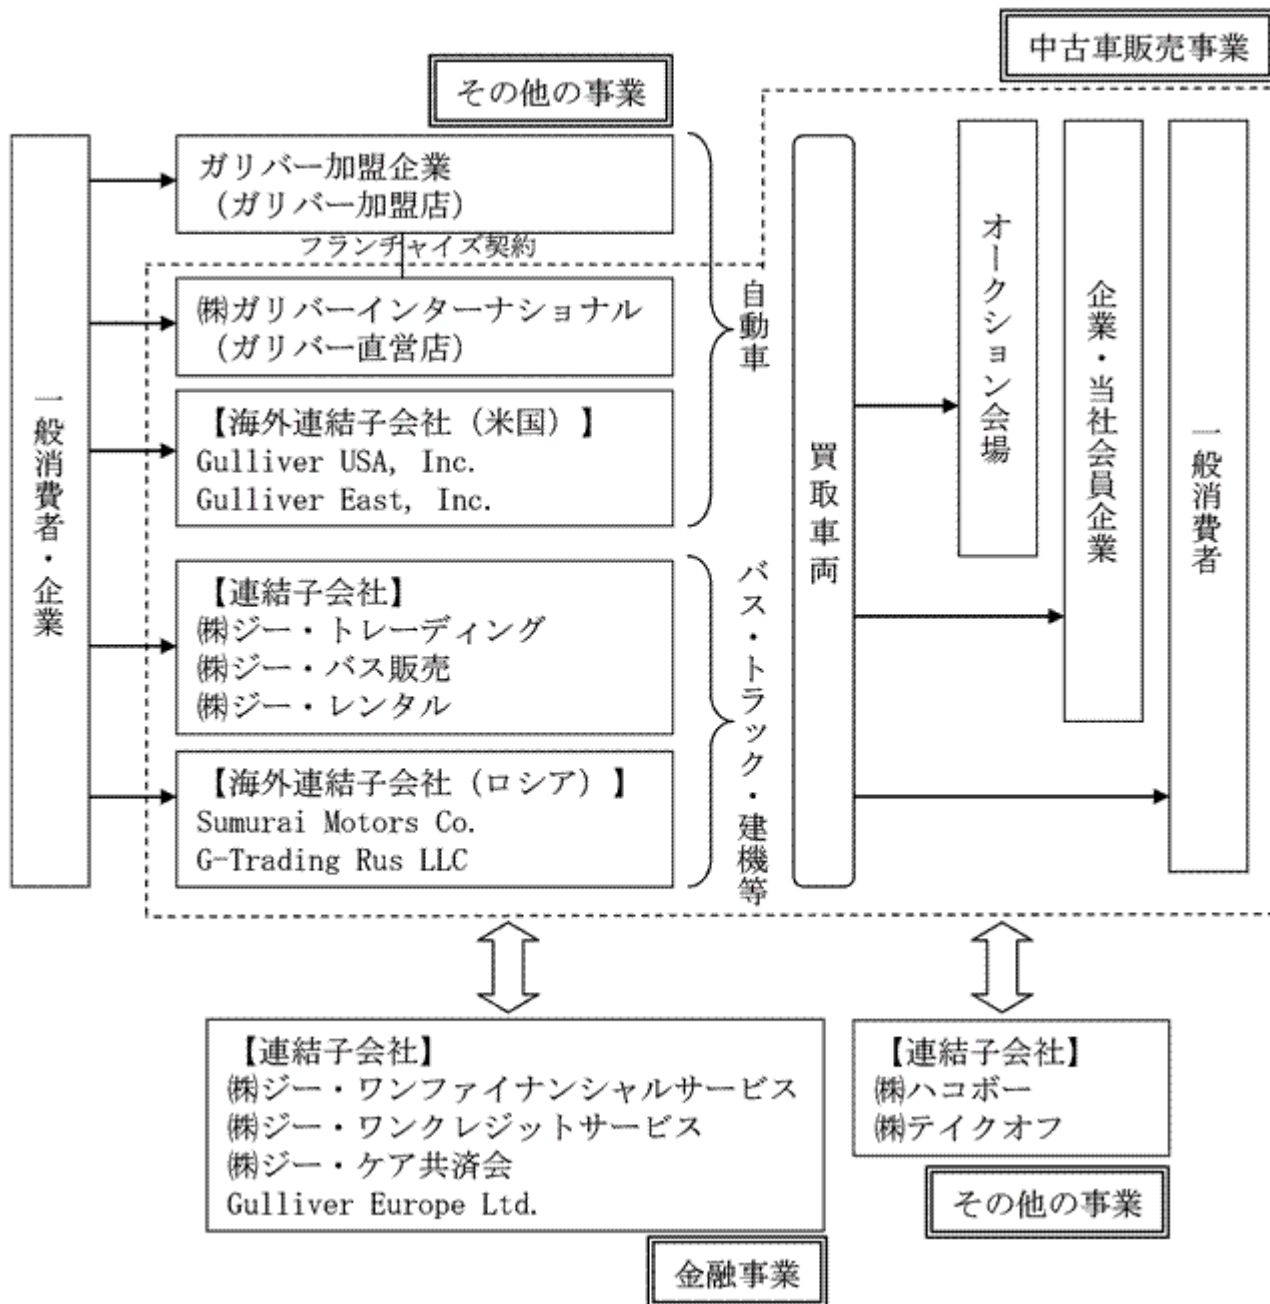 中古車販売事業
その他の事業
一般消費者・企業
ガリバー加盟企業
（ガリバー加盟店）
フランチャイズ契約
㈱ガリバーインターナショナル
（ガリバー直営店）
【海外連結子会社（米国）】
Gulliver USA, Inc.
Gulliver East, Inc.
自動車
【連結子会社】
㈱ジー・トレーディング
㈱ジー・バス販売
㈱ジー・レンタル
【海外連結子会社（ロシア）】
Sumurai Motors Co.
G-Trading Rus LLC
バス・トラック・建機等
買取車両
オークション会場
企業・当社会員企業
一般消費者
【連結子会社】
㈱ジー・ワンファイナンシャルサービス
㈱ジー・ワンクレジットサービス
㈱ジー・ケア共済会
Gulliver Europe Ltd.
金融事業
【連結子会社】
㈱ハコボー
㈱テイクオフ
その他の事業